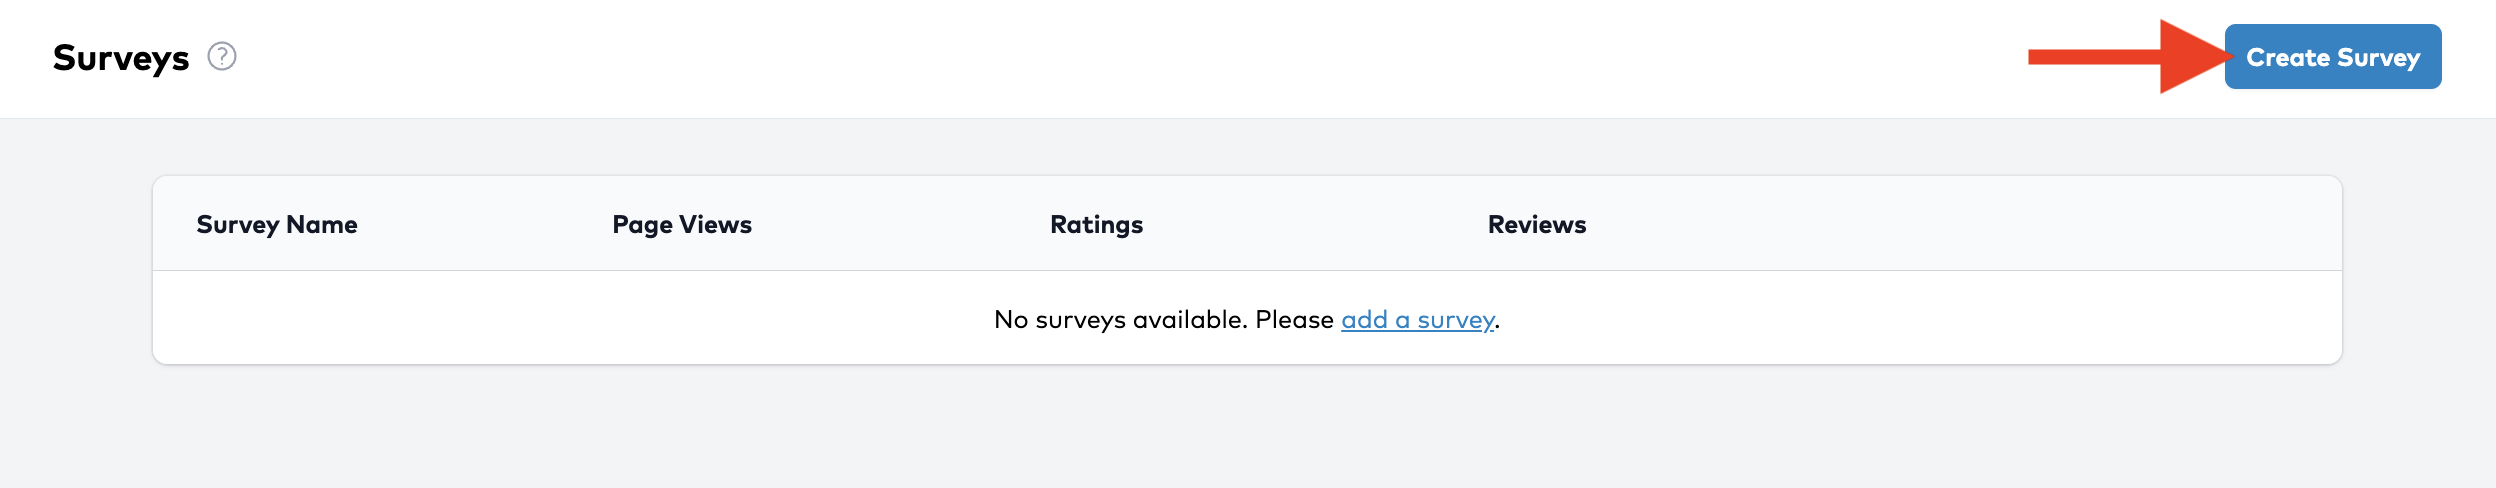 Surveys ?
Create Survey
Survey Name Page Views Ratings Reviews
No surveys available. Please add a survey.